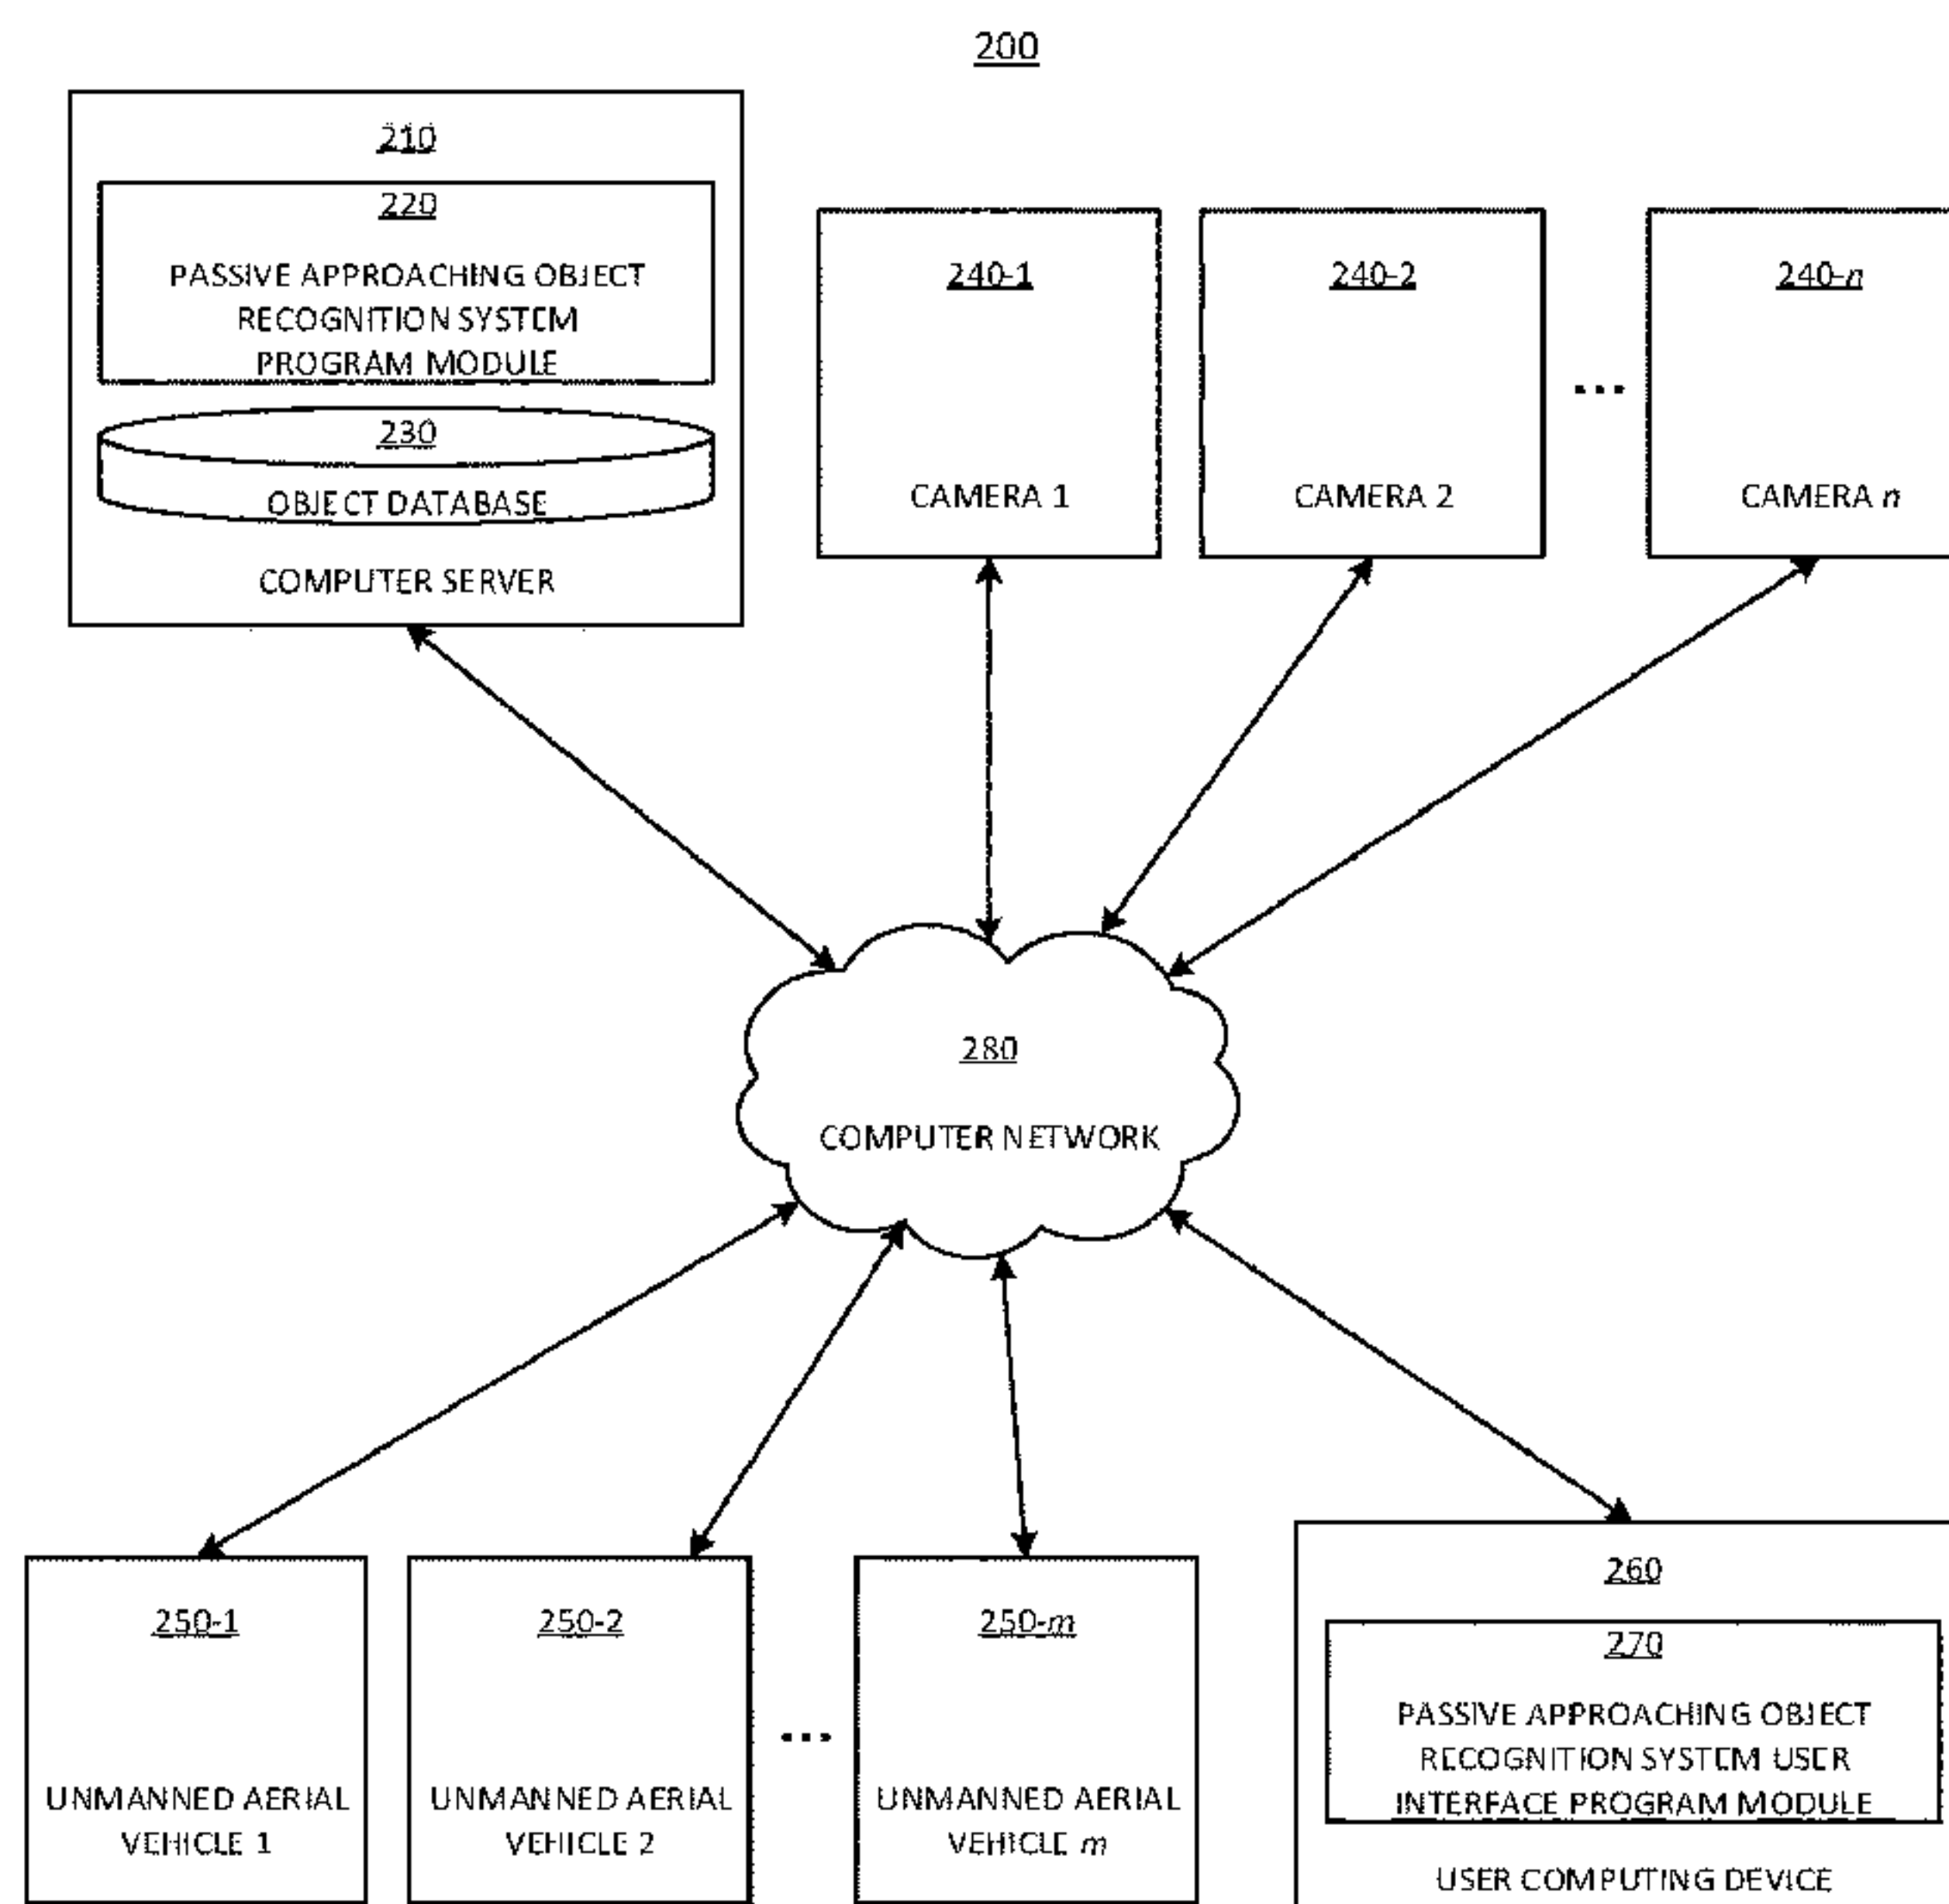 200
210
220
PASSIVE APPROACHING OBJECT
RECOGNITION SYSTEM
PROGRAM MODULE
230
OBJECT DATABASE
COMPUTER SERVER
240-1
CAMERA 1
240-2
CAMERA 2
...
240-n
CAMERA n
280
COMPUTER NETWORK
250-1
UNMANNED AERIAL
VEHICLE 1
250-2
UNMANNED AERIAL
VEHICLE 2
...
250-m
UNMANNED AERIAL
VEHICLE m
260
270
PASSIVE APPROACHING OBJECT
RECOGNITION SYSTEM USER
INTERFACE PROGRAM MODULE
USER COMPUTING DEVICE